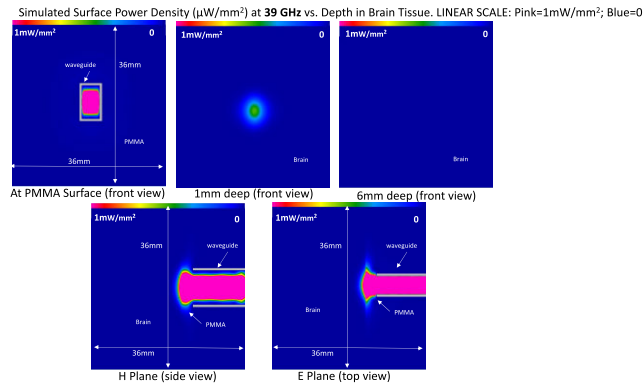 Simulated Surface Power Density (µW/mm²) at 39 GHz vs. Depth in Brain Tissue. LINEAR SCALE: Pink=1mW/mm²; Blue=0
1mW/mm² 0
waveguide
36mm
PMMA
36mm
At PMMA Surface (front view)
1mW/mm² 0
Brain
1mm deep (front view)
1mW/mm² 0
Brain
6mm deep (front view)
1mW/mm² 0
36mm
waveguide
Brain
PMMA
36mm
H Plane (side view)
1mW/mm² 0
36mm
waveguide
Brain
PMMA
36mm
E Plane (top view)